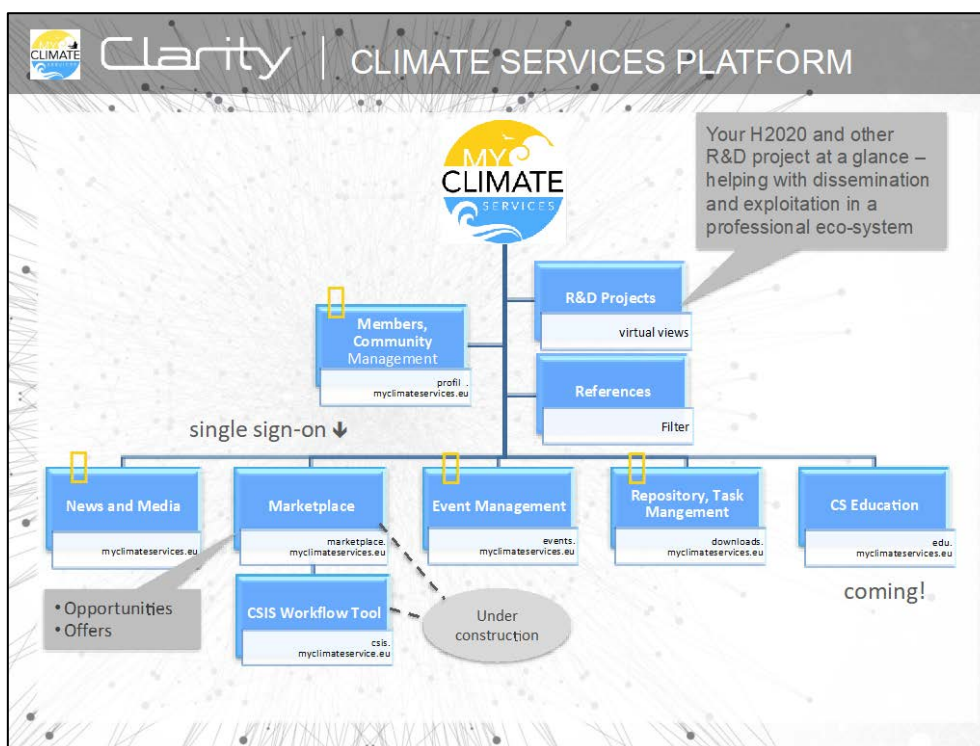 MY
CLIMATE
SERVICES
Clarity | CLIMATE SERVICES PLATFORM
MY
CLIMATE
SERVICES
Your H2020 and other
R&D project at a glance –
helping with dissemination
and exploitation in a
professional eco-system
R&D Projects
virtual views
Members,
Community
Management
profil .
myclimateservices.eu
References
Filter
single sign-on ↓
News and Media
myclimateservices.eu
Marketplace
marketplace.
myclimateservices.eu
Event Management
events.
myclimateservices.eu
Repository, Task
Mangement
downloads.
myclimateservices.eu
CS Education
edu.
myclimateservices.eu
coming!
• Opportunities
• Offers
CSIS Workflow Tool
csis.
myclimateservice.eu
Under
construction